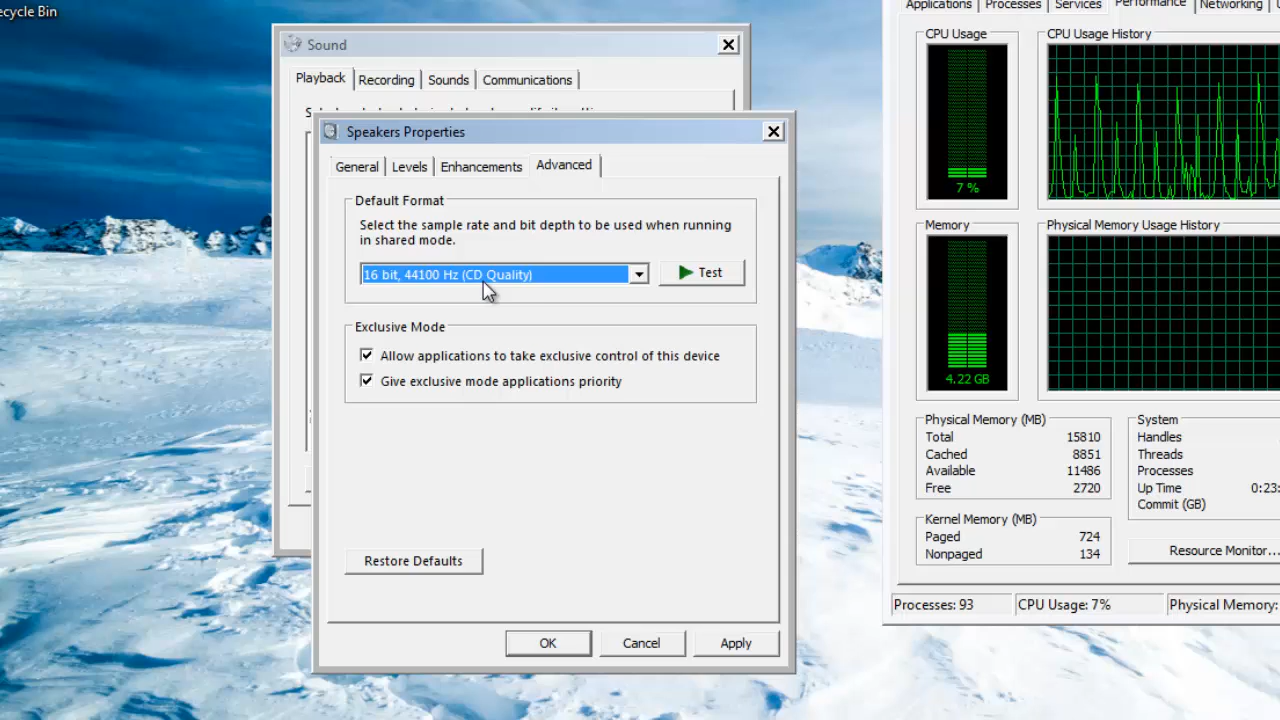 ecycle Bin
Sound
Playback
Recording
Sounds
Communications
Speakers Properties
General
Levels
Enhancements
Advanced
Default Format
Select the sample rate and bit depth to be used when running
in shared mode.
16 bit, 44100 Hz (CD Quality)
Test
Exclusive Mode
Allow applications to take exclusive control of this device
Give exclusive mode applications priority
Restore Defaults
OK
Cancel
Apply
Applications
Processes
Services
Performance
Networking
CPU Usage
CPU Usage History
7 %
Memory
Physical Memory Usage History
4.22 GB
Physical Memory (MB)
Total 15810
Cached 8851
Available 11486
Free 2720
Kernel Memory (MB)
Paged 724
Nonpaged 134
System
Handles
Threads
Processes
Up Time 0:23:
Commit (GB)
Resource Monitor...
Processes: 93
CPU Usage: 7%
Physical Memory: